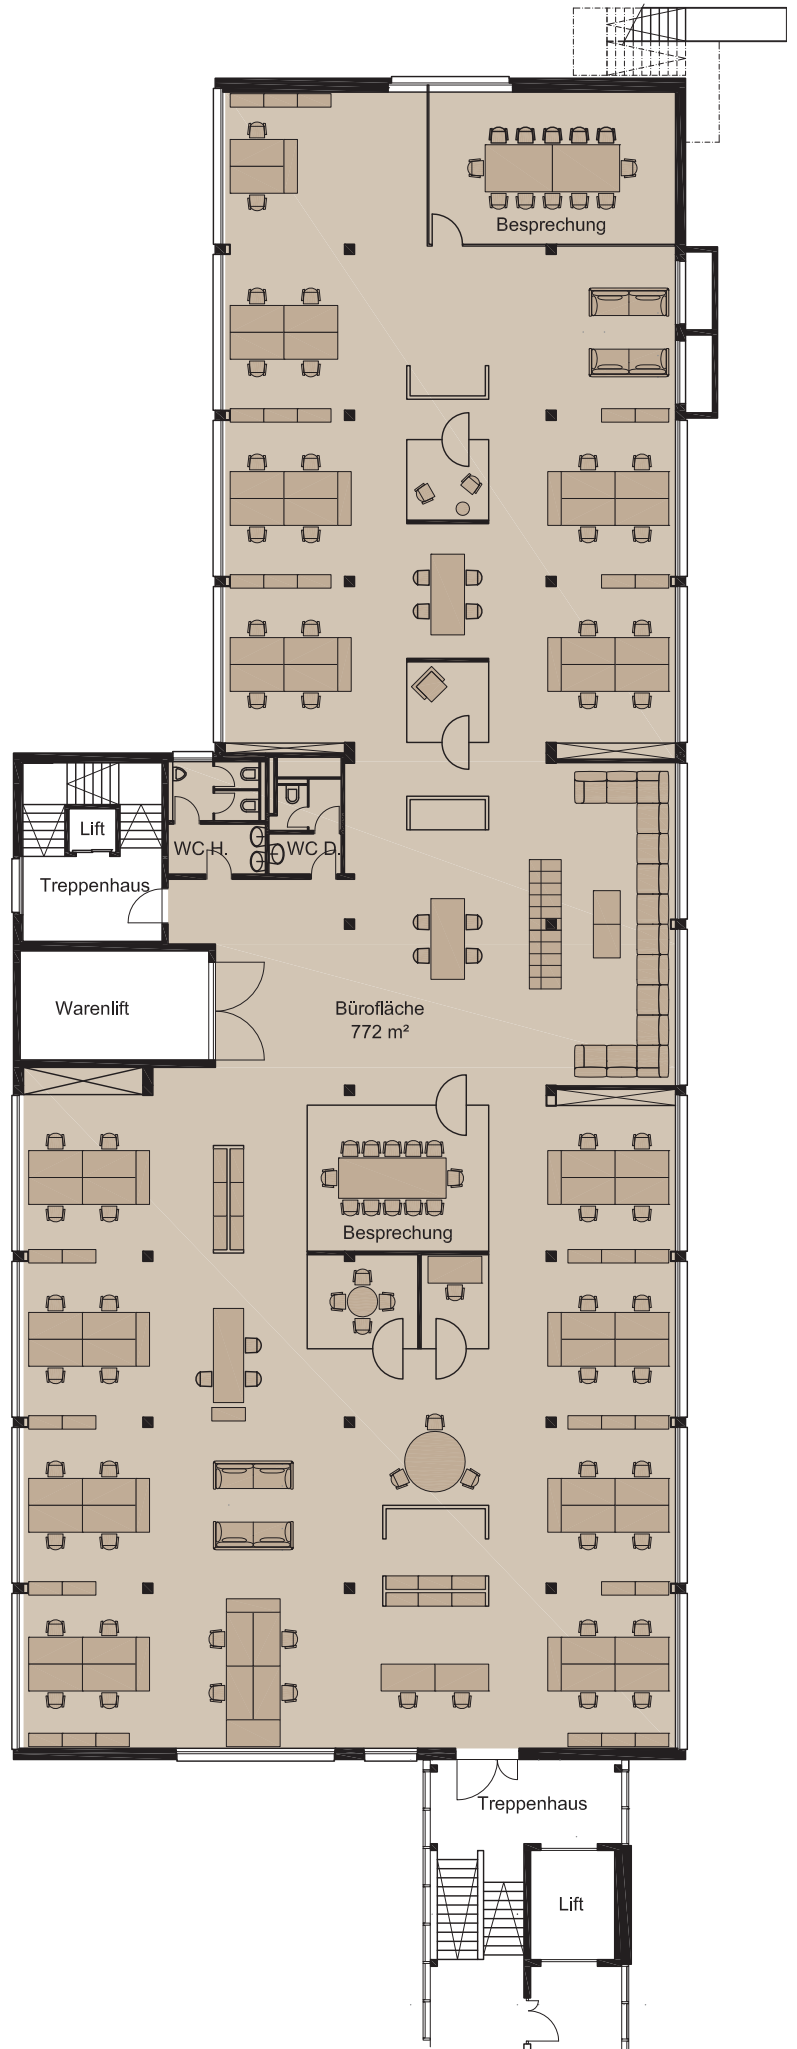 Besprechung
Lift
WC H.
WC D.
Treppenhaus
Warenlift
Bürofläche
772 m²
Besprechung
Treppenhaus
Lift